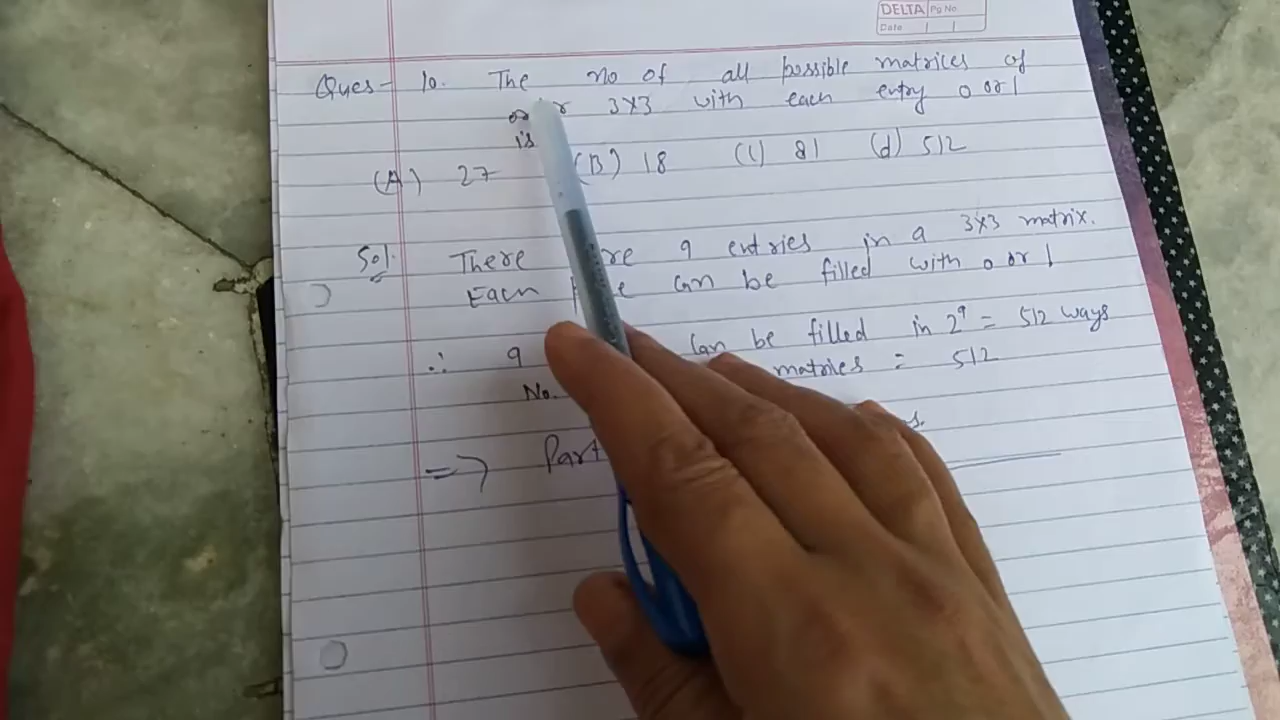 DELTA Pg No
Date
Ques- 10. The no of all possible matrices of
3x3 with each entry 0 or 1
is
(A) 27 (B) 18 (C) 81 (d) 512
Sol. There 9 entries in a 3x3 matrix.
Each can be filled with 0 or 1
∴ 9 can be filled in 2⁹ = 512 ways
No. matries = 512
=> Part